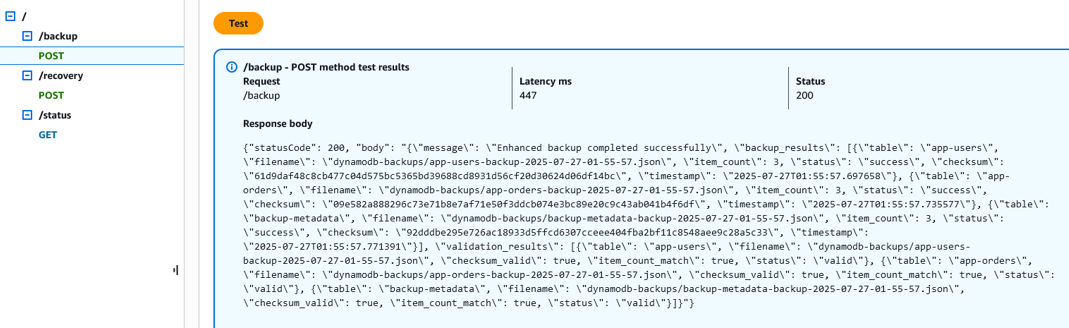 /
/backup
POST
/recovery
POST
/status
GET
Test
/backup - POST method test results
Request
/backup
Latency ms
447
Status
200
Response body
{"statusCode": 200, "body": "{\"message\": \"Enhanced backup completed successfully\", \"backup_results\": [{\"table\": \"app-users\",
\"filename\": \"dynamodb-backups/app-users-backup-2025-07-27-01-55-57.json\", \"item_count\": 3, \"status\": \"success\", \"checksum\":
\"61d9daf48c8cb477c04d575bc5365bd39688cd8931d56cf20d30624d06df14bc\", \"timestamp\": \"2025-07-27T01:55:57.697658\"}, {\"table\": \"app-
orders\", \"filename\": \"dynamodb-backups/app-orders-backup-2025-07-27-01-55-57.json\", \"item_count\": 3, \"status\": \"success\",
\"checksum\": \"09e582a888296c73e71b8e7af71e50f3ddcb074e3bc89e20c9c43ab041b4f6df\", \"timestamp\": \"2025-07-27T01:55:57.735577\"}, {\"table\":
\"backup-metadata\", \"filename\": \"dynamodb-backups/backup-metadata-backup-2025-07-27-01-55-57.json\", \"item_count\": 3, \"status\":
\"success\", \"checksum\": \"92dddbe295e726ac18933d5ffcd6307cceee404fba2bf11c8548aee9c28a5c33\", \"timestamp\":
\"2025-07-27T01:55:57.771391\"}], \"validation_results\": [{\"table\": \"app-users\", \"filename\": \"dynamodb-backups/app-users-
backup-2025-07-27-01-55-57.json\", \"checksum_valid\": true, \"item_count_match\": true, \"status\": \"valid\"}, {\"table\": \"app-orders\",
\"filename\": \"dynamodb-backups/app-orders-backup-2025-07-27-01-55-57.json\", \"checksum_valid\": true, \"item_count_match\": true, \"status\":
\"valid\"}, {\"table\": \"backup-metadata\", \"filename\": \"dynamodb-backups/backup-metadata-backup-2025-07-27-01-55-57.json\",
\"checksum_valid\": true, \"item_count_match\": true, \"status\": \"valid\"}]}"}